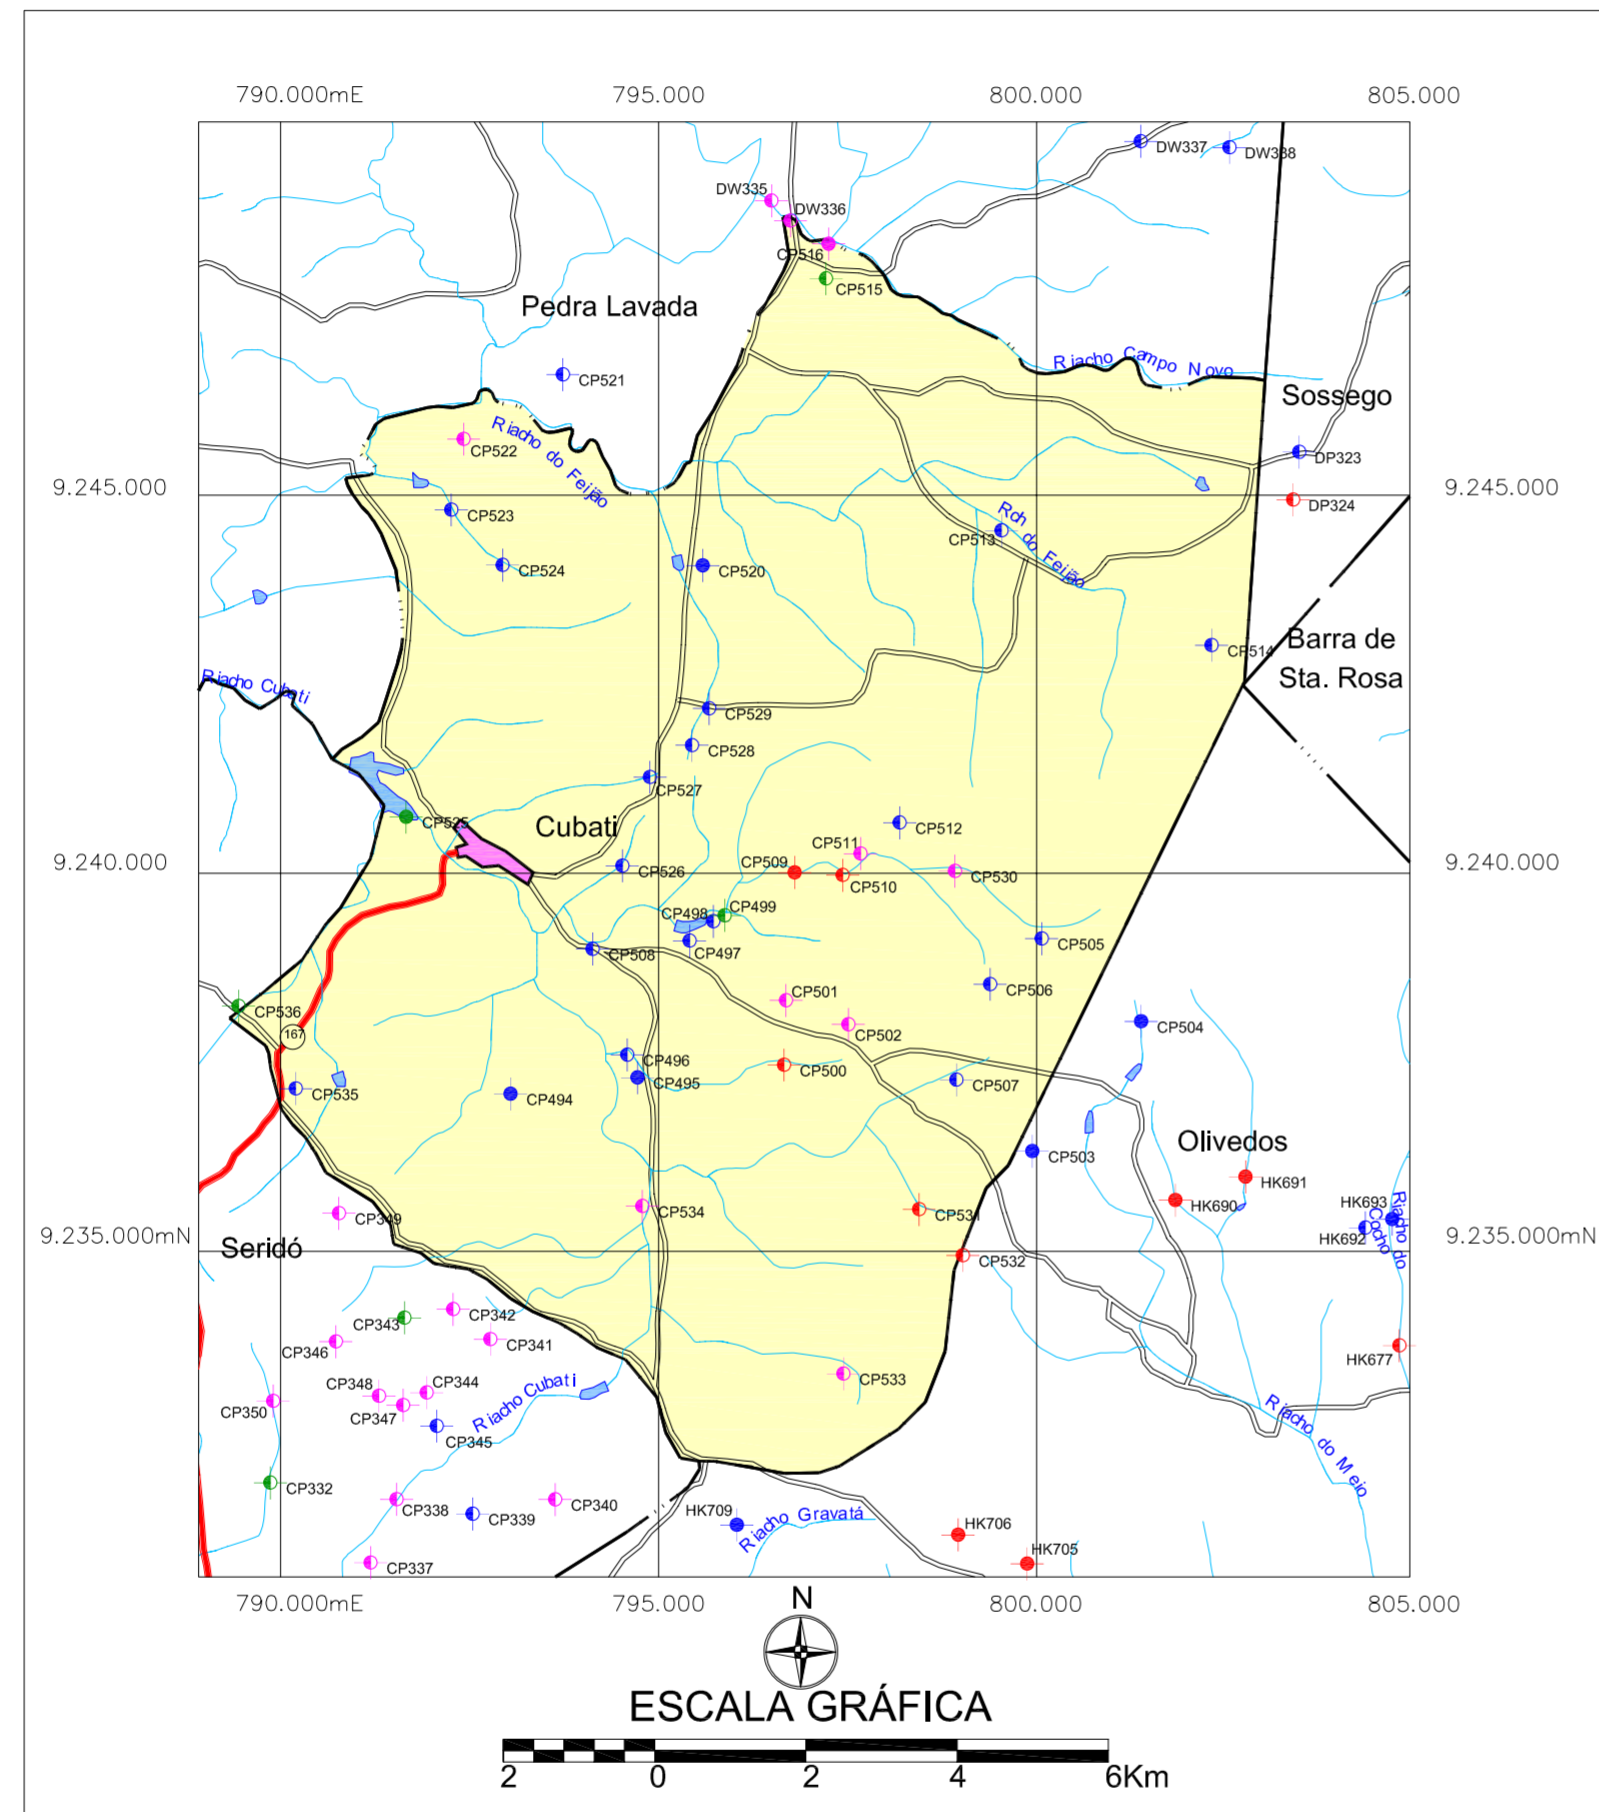 790.000mE
795.000
800.000
805.000
DW337
DW338
DW335
DW336
CP516
CP515
Pedra Lavada
Riacho Campo Novo
CP521
Sossego
CP522
Riacho do Feijão
DP323
9.245.000
9.245.000
DP324
CP523
Rch do Feijão
CP513
CP524
CP520
CP514
Barra de
Sta. Rosa
Riacho Cubati
CP529
CP528
CP527
CP525
Cubati
CP512
CP511
9.240.000
9.240.000
CP526
CP509
CP510
CP530
CP498
CP499
CP508
CP497
CP505
CP506
CP501
CP536
CP502
CP504
167
CP496
CP500
CP495
CP507
CP535
CP494
Olivedos
CP503
HK691
HK690
HK693
HK692
Riacho do
Cocho
CP349
CP534
CP531
9.235.000mN
9.235.000mN
Seridó
CP532
CP343
CP342
CP346
CP341
HK677
CP348
CP344
CP350
CP347
CP533
Riacho Cubati
CP345
Riacho do Meio
CP332
CP338
CP339
CP340
HK709
Riacho Gravatá
HK706
CP337
HK705
790.000mE
795.000
800.000
805.000
N
ESCALA GRÁFICA
2
0
2
4
6Km